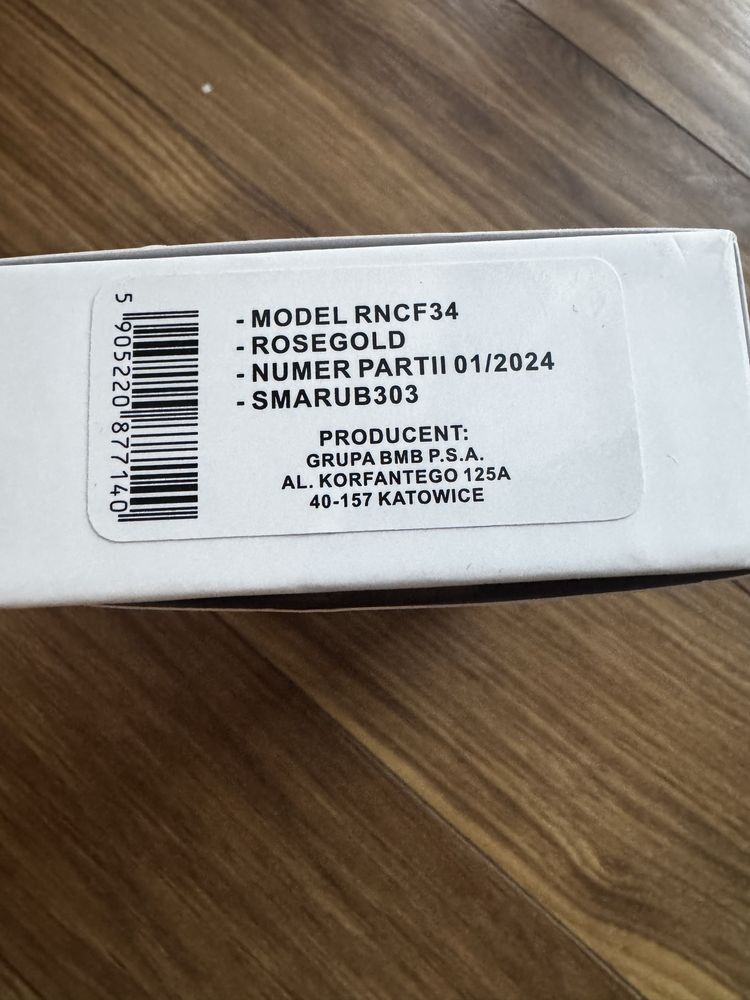 5 905220 877140
- MODEL RNCF34
- ROSEGOLD
- NUMER PARTII 01/2024
- SMARUB303
PRODUCENT:
GRUPA BMB P.S.A.
AL. KORFANTEGO 125A
40-157 KATOWICE